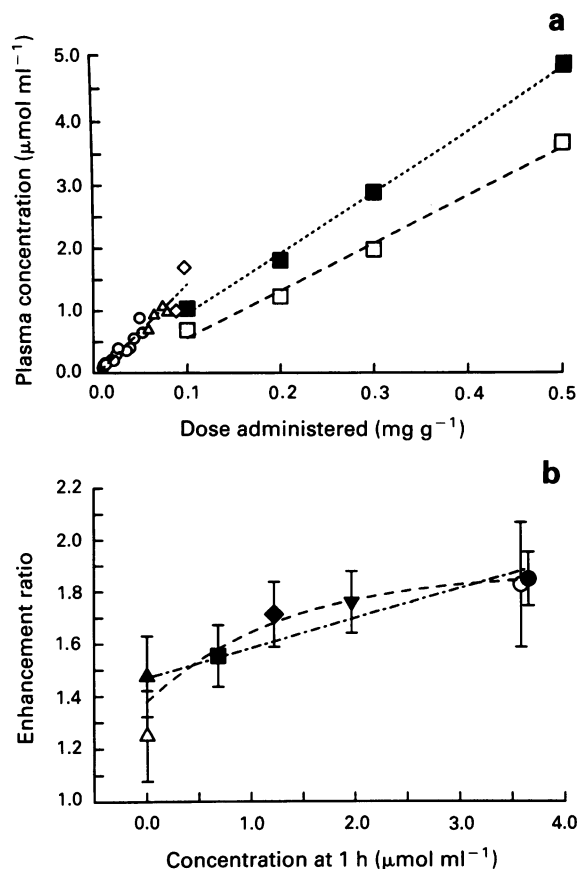 a
5.0
4.0
3.0
2.0
1.0
0.0
Plasma concentration (μmol ml⁻¹)
0.1 0.2 0.3 0.4 0.5
Dose administered (mg g⁻¹)
b
2.2
2.0
1.8
1.6
1.4
1.2
1.0
Enhancement ratio
0.0 1.0 2.0 3.0 4.0
Concentration at 1 h (μmol ml⁻¹)